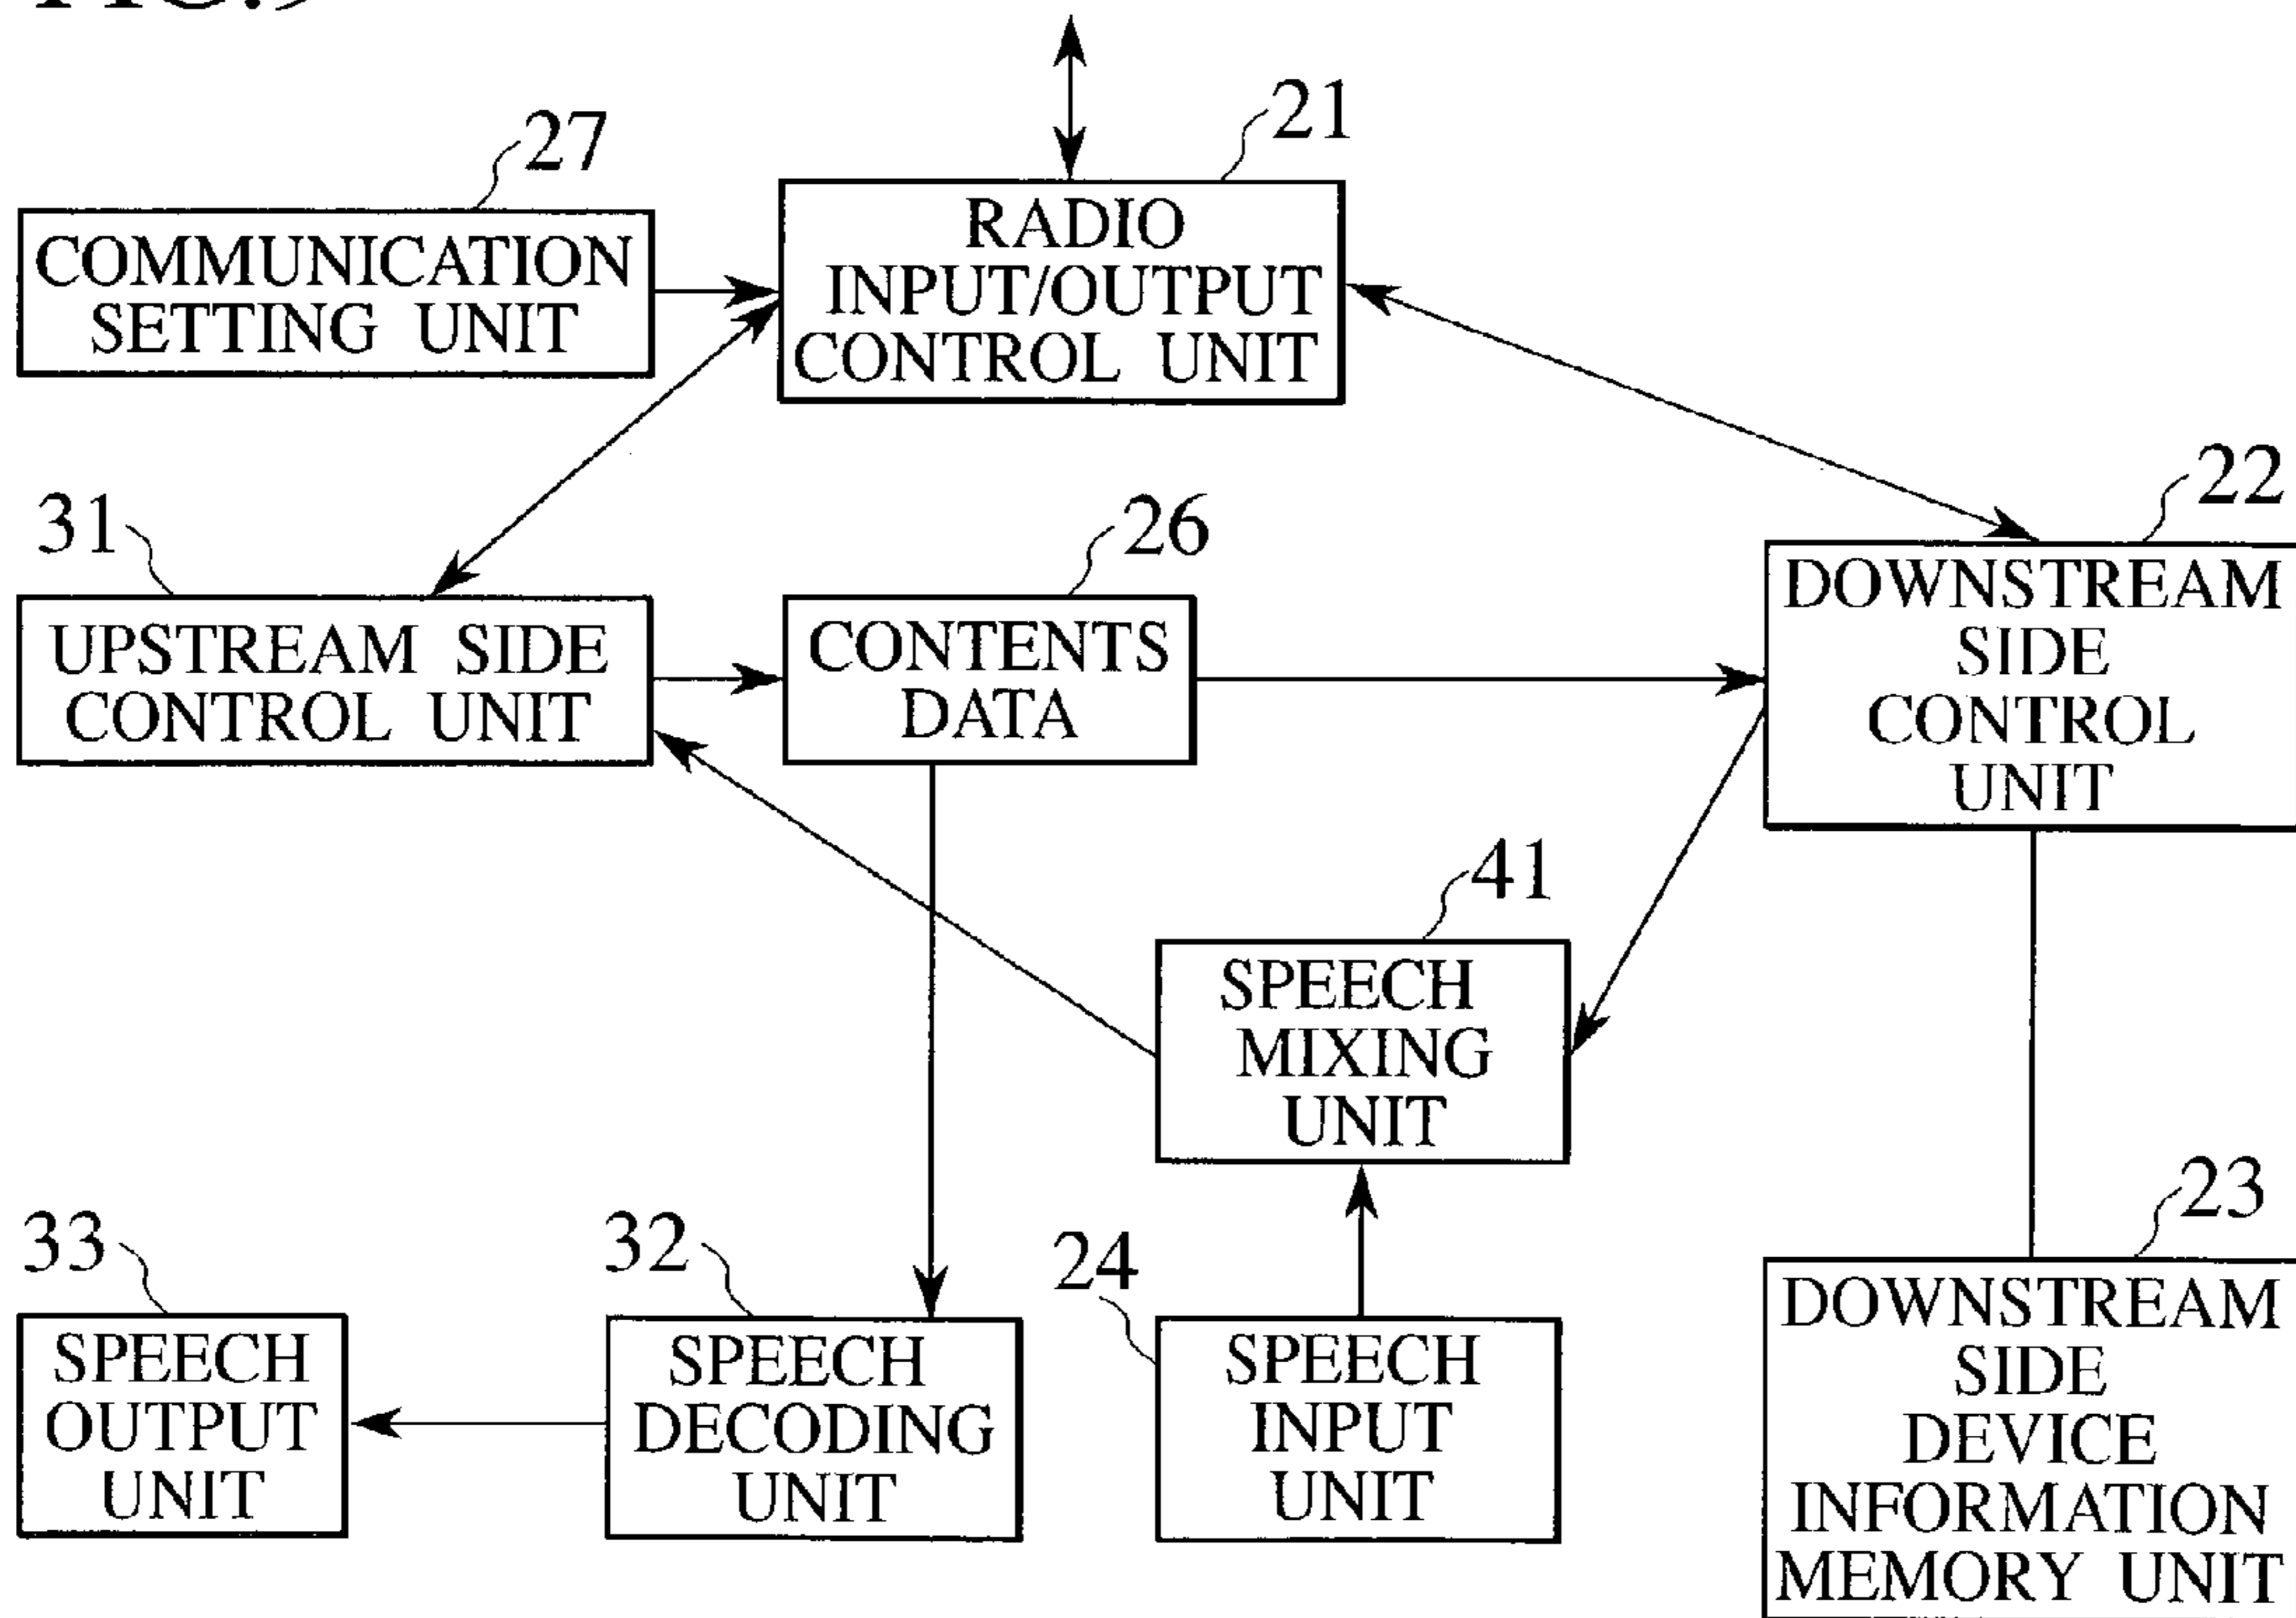 27
21
COMMUNICATION
SETTING UNIT
RADIO
INPUT/OUTPUT
CONTROL UNIT
31
26
22
UPSTREAM SIDE
CONTROL UNIT
CONTENTS
DATA
DOWNSTREAM
SIDE
CONTROL
UNIT
41
SPEECH
MIXING
UNIT
33
32
24
23
SPEECH
OUTPUT
UNIT
SPEECH
DECODING
UNIT
SPEECH
INPUT
UNIT
DOWNSTREAM
SIDE
DEVICE
INFORMATION
MEMORY UNIT